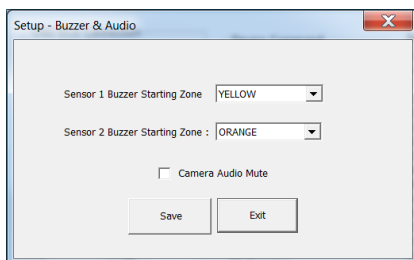 Setup - Buzzer & Audio
Sensor 1 Buzzer Starting Zone YELLOW
Sensor 2 Buzzer Starting Zone : ORANGE
Camera Audio Mute
Save Exit